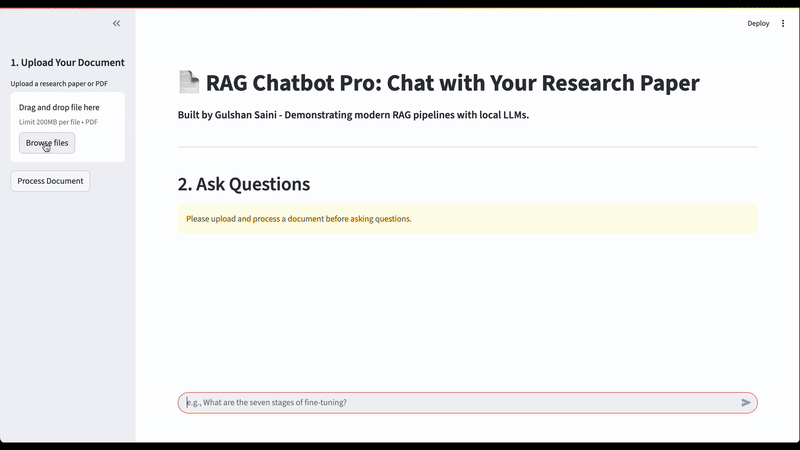 Deploy
1. Upload Your Document
Upload a research paper or PDF
Drag and drop file here
Limit 200MB per file • PDF
Browse files
Process Document
RAG Chatbot Pro: Chat with Your Research Paper
Built by Gulshan Saini - Demonstrating modern RAG pipelines with local LLMs.
2. Ask Questions
Please upload and process a document before asking questions.
e.g., What are the seven stages of fine-tuning?